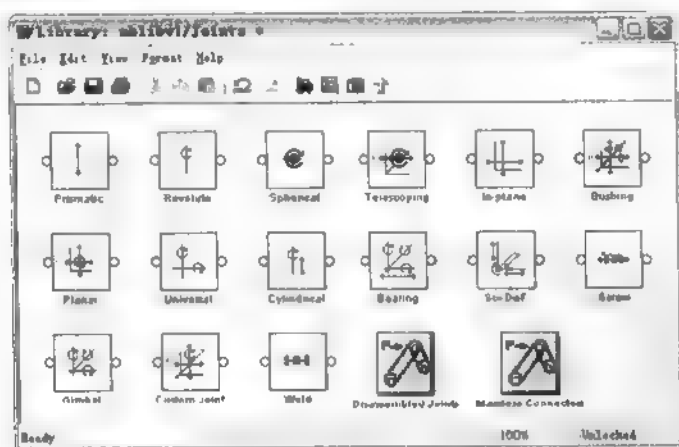 Library: mblibv1/Joints *
File Edit View Format Help
Prismatic Revolute Spherical Telescoping In-plane Bushing
Planar Universal Cylindrical Bearing Six-DoF Screw
Gimbal Custom Joint Weld Disassembled Joints Massless Connectors
Ready 100% Unlocked